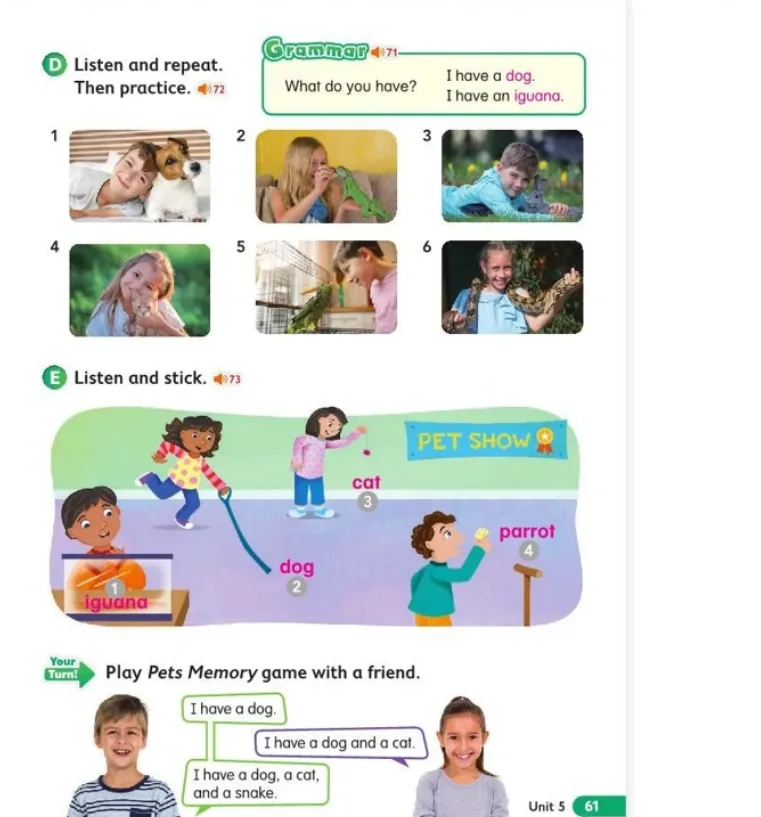 D Listen and repeat.
Then practice. 72
Grammar 71
What do you have?
I have a dog.
I have an iguana.
1
2
3
4
5
6
E Listen and stick. 73
PET SHOW
cat
3
parrot
4
dog
2
1
iguana
Your
Turn!
Play Pets Memory game with a friend.
I have a dog.
I have a dog and a cat.
I have a dog, a cat,
and a snake.
Unit 5 61